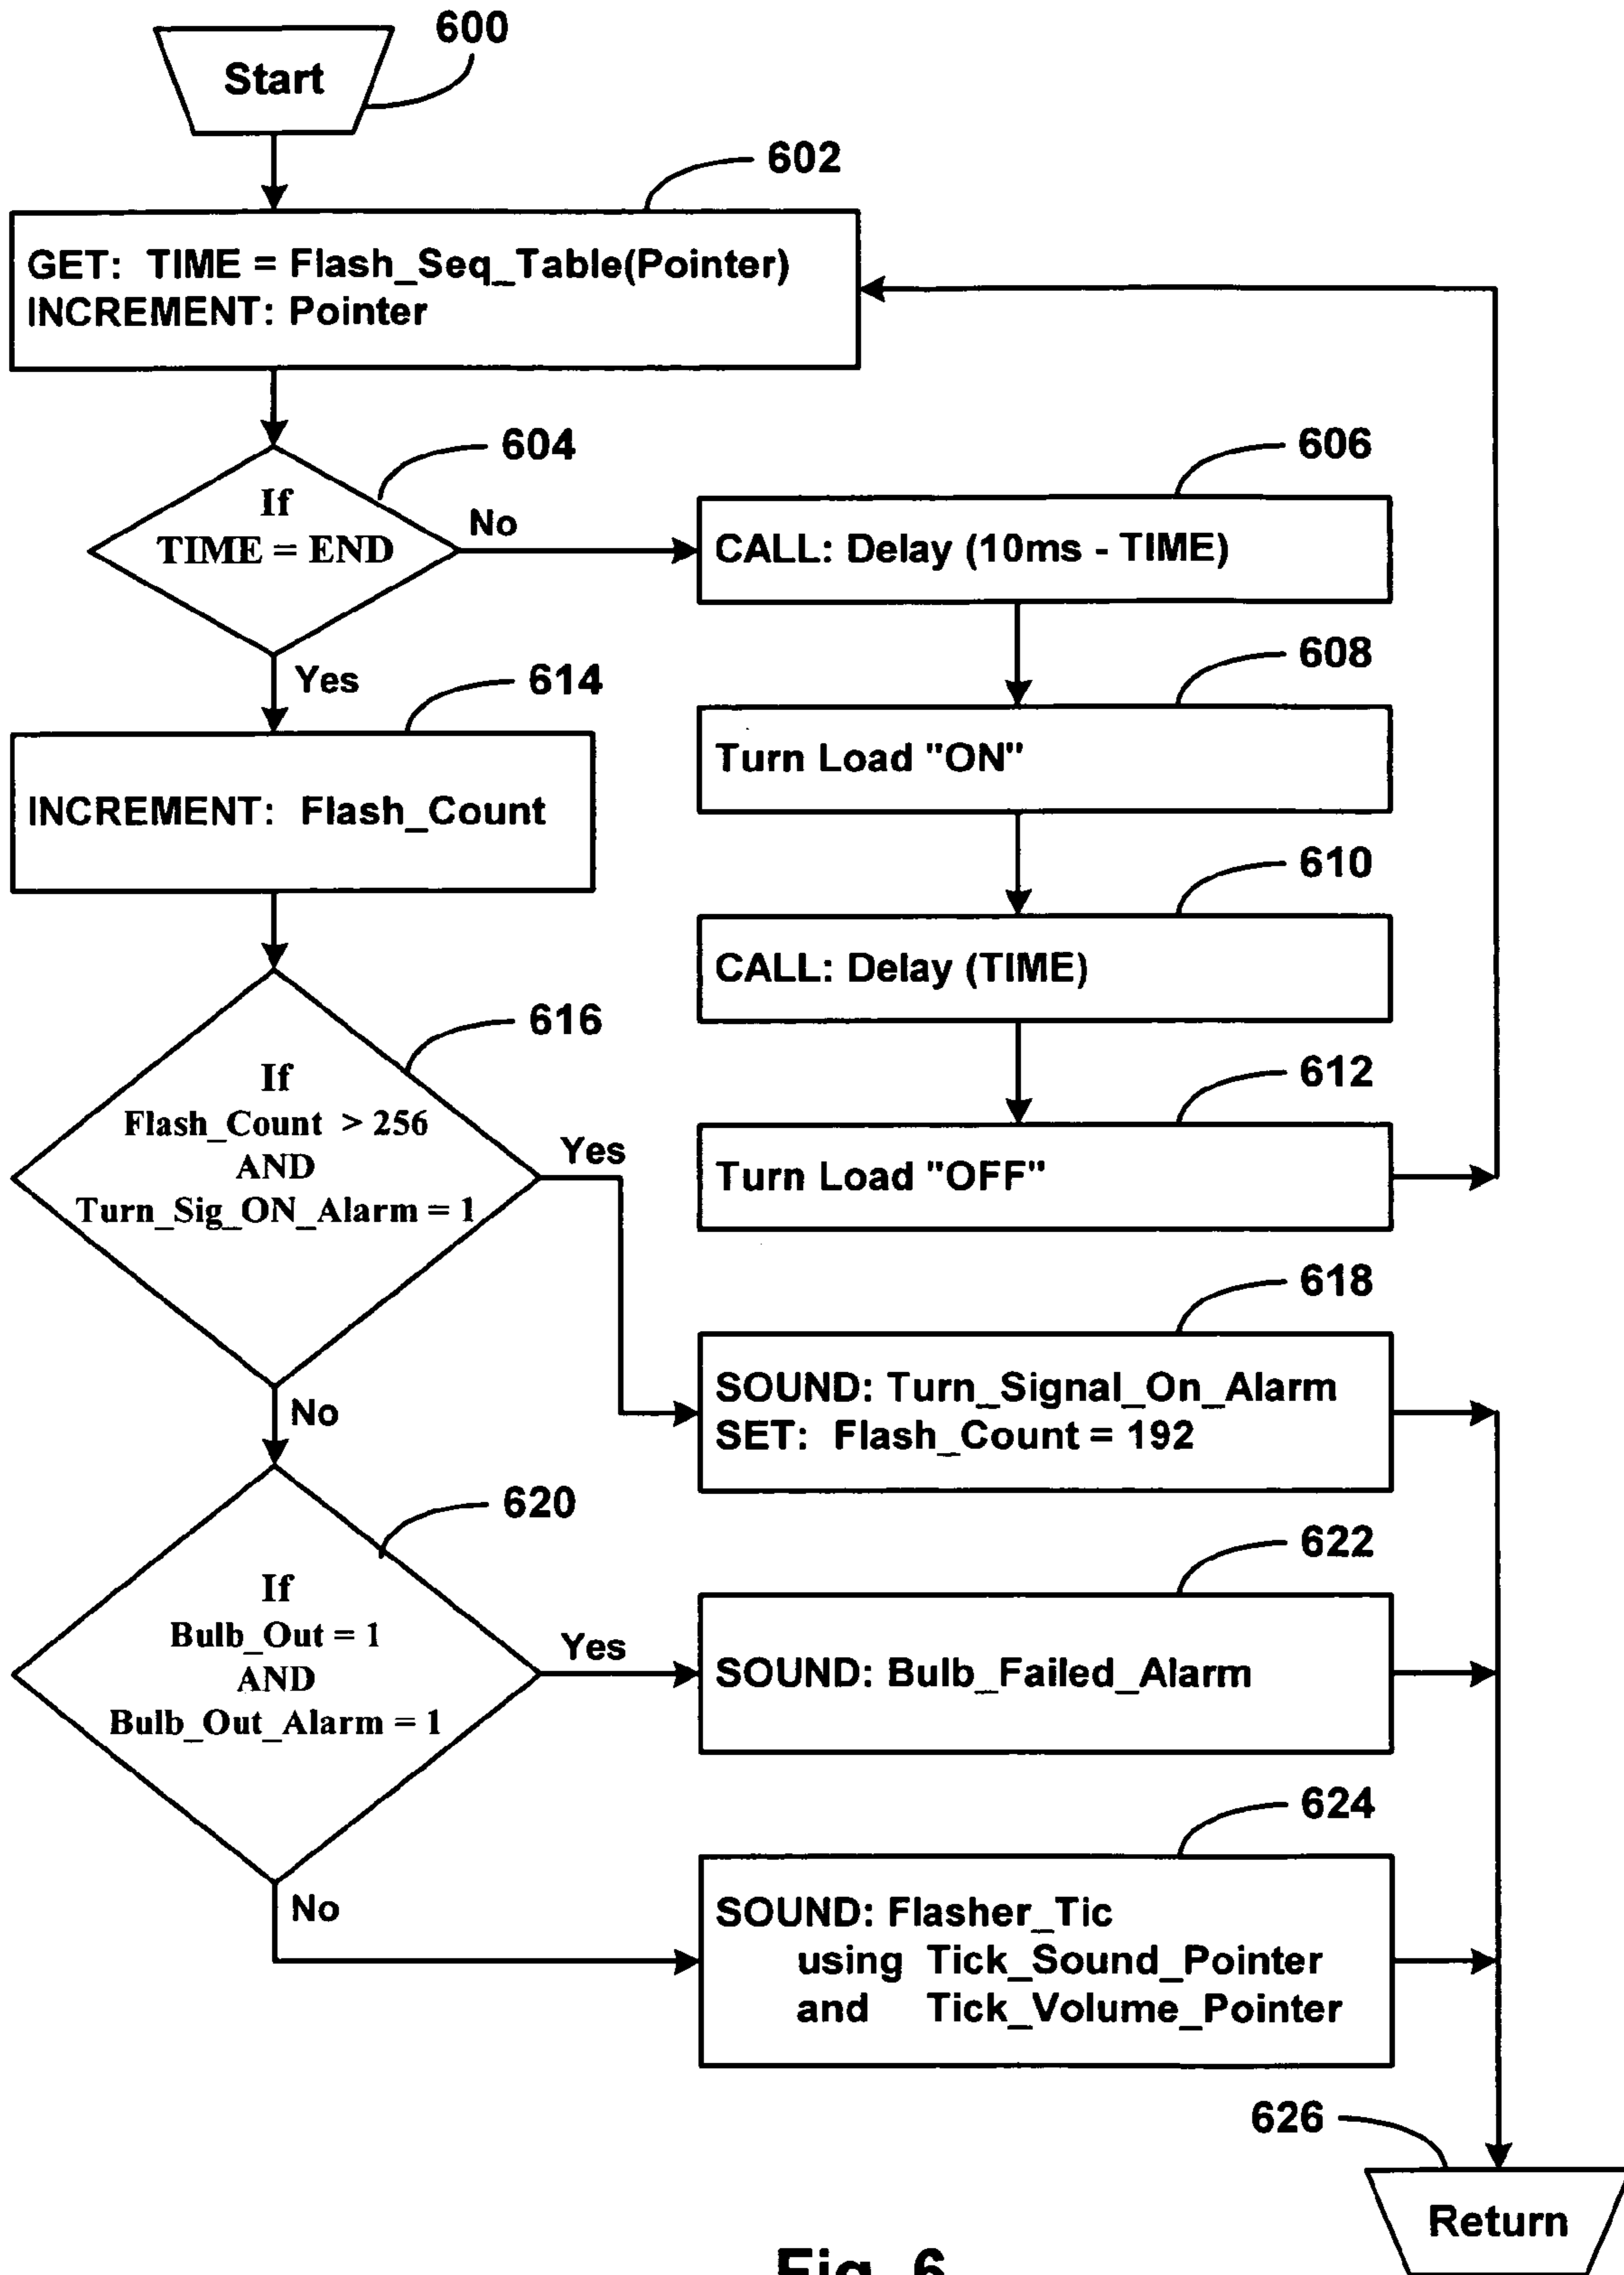 600
Start
602
GET: TIME = Flash_Seq_Table(Pointer)
INCREMENT: Pointer
604
If
TIME = END
No
606
CALL: Delay (10ms - TIME)
608
Turn Load "ON"
610
CALL: Delay (TIME)
612
Turn Load "OFF"
Yes
614
INCREMENT: Flash_Count
616
If
Flash_Count > 256
AND
Turn_Sig_ON_Alarm = 1
Yes
618
SOUND: Turn_Signal_On_Alarm
SET: Flash_Count = 192
No
620
If
Bulb_Out = 1
AND
Bulb_Out_Alarm = 1
Yes
622
SOUND: Bulb_Failed_Alarm
No
624
SOUND: Flasher_Tic
using Tick_Sound_Pointer
and Tick_Volume_Pointer
626
Return
Fig. 6